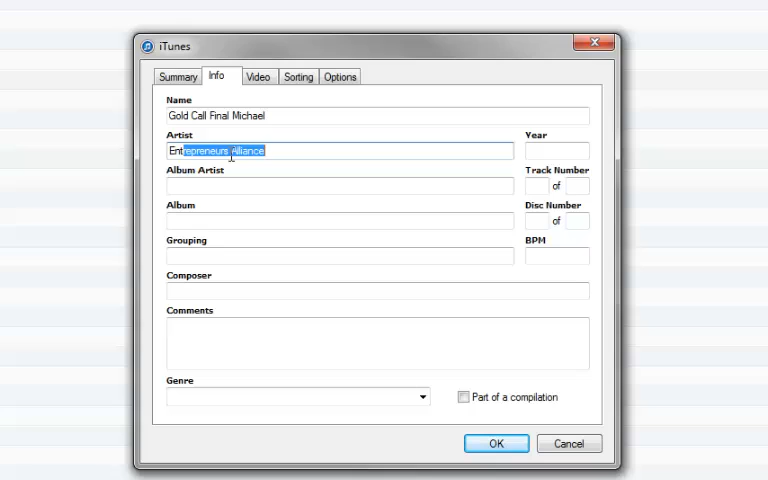 iTunes
Summary Info Video Sorting Options
Name
Gold Call Final Michael
Artist Year
Entrepreneurs Alliance
Album Artist Track Number
of
Album Disc Number
of
Grouping BPM
Composer
Comments
Genre
Part of a compilation
OK Cancel